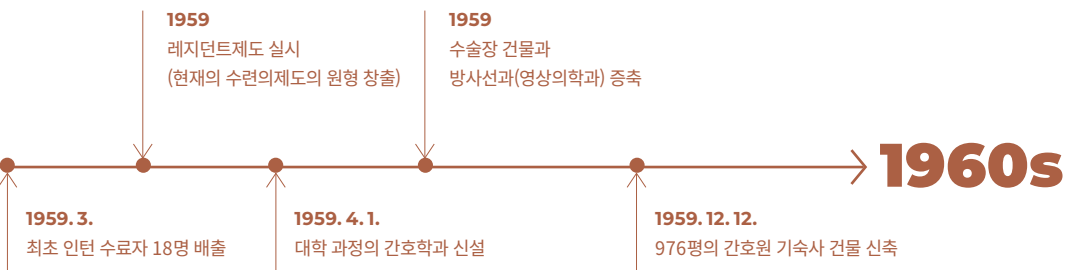 1959
레지던트제도 실시
(현재의 수련의제도의 원형 창출)
1959
수술장 건물과
방사선과(영상의학과) 증축
1960s
1959. 3.
최초 인턴 수료자 18명 배출
1959. 4. 1.
대학 과정의 간호학과 신설
1959. 12. 12.
976평의 간호원 기숙사 건물 신축